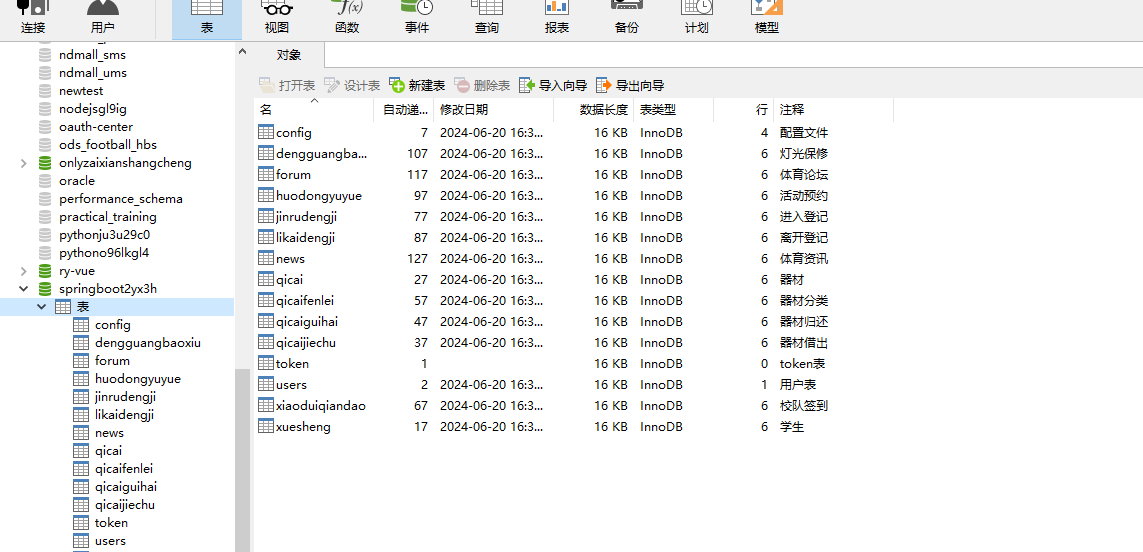 连接 用户 表 视图 函数 事件 查询 报表 备份 计划 模型
ndmall_sms
ndmall_ums
newtest
nodejsgl9ig
oauth-center
ods_football_hbs
onlyzaixianshangcheng
oracle
performance_schema
practical_training
pythonju3u29c0
pythono96lkgl4
ry-vue
springboot2yx3h
表
config
dengguangbaoxiu
forum
huodongyuyue
jinrudengji
likaidengji
news
qicai
qicaifenlei
qicaiguihai
qicaijiechu
token
users
对象
打开表 设计表 新建表 删除表 导入向导 导出向导
名 自动递... 修改日期 数据长度 表类型 行 注释
config 7 2024-06-20 16:3... 16 KB InnoDB 4 配置文件
dengguangba... 107 2024-06-20 16:3... 16 KB InnoDB 6 灯光保修
forum 117 2024-06-20 16:3... 16 KB InnoDB 6 体育论坛
huodongyuyue 97 2024-06-20 16:3... 16 KB InnoDB 6 活动预约
jinrudengji 77 2024-06-20 16:3... 16 KB InnoDB 6 进入登记
likaidengji 87 2024-06-20 16:3... 16 KB InnoDB 6 离开登记
news 127 2024-06-20 16:3... 16 KB InnoDB 6 体育资讯
qicai 27 2024-06-20 16:3... 16 KB InnoDB 6 器材
qicaifenlei 57 2024-06-20 16:3... 16 KB InnoDB 6 器材分类
qicaiguihai 47 2024-06-20 16:3... 16 KB InnoDB 6 器材归还
qicaijiechu 37 2024-06-20 16:3... 16 KB InnoDB 6 器材借出
token 1 16 KB InnoDB 0 token表
users 2 2024-06-20 16:3... 16 KB InnoDB 1 用户表
xiaoduiqiandao 67 2024-06-20 16:3... 16 KB InnoDB 6 校队签到
xuesheng 17 2024-06-20 16:3... 16 KB InnoDB 6 学生